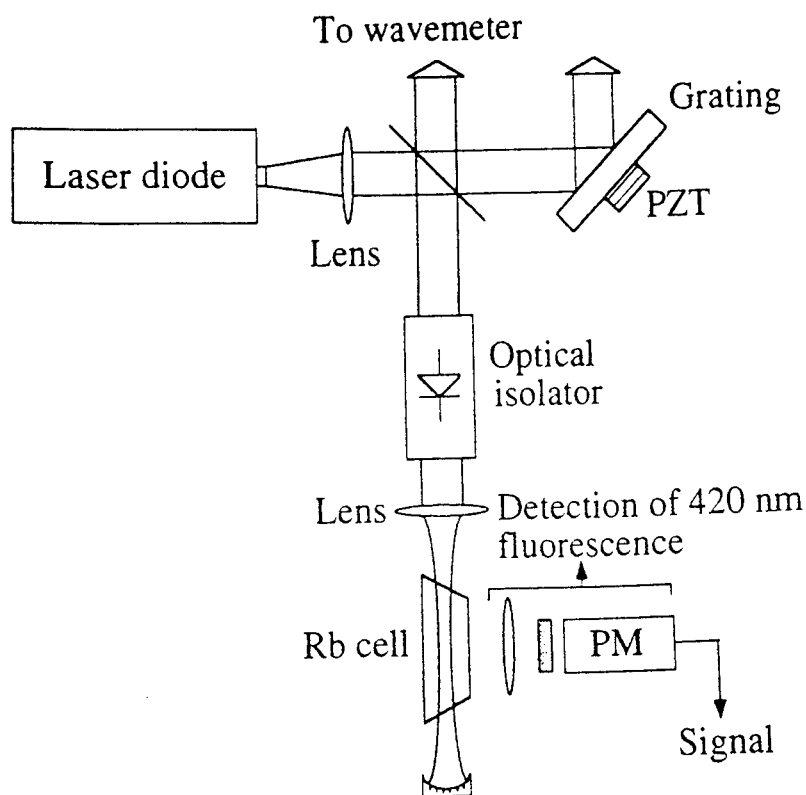 To wavemeter
Grating
Laser diode
PZT
Lens
Optical
isolator
Lens
Detection of 420 nm
fluorescence
Rb cell
PM
Signal